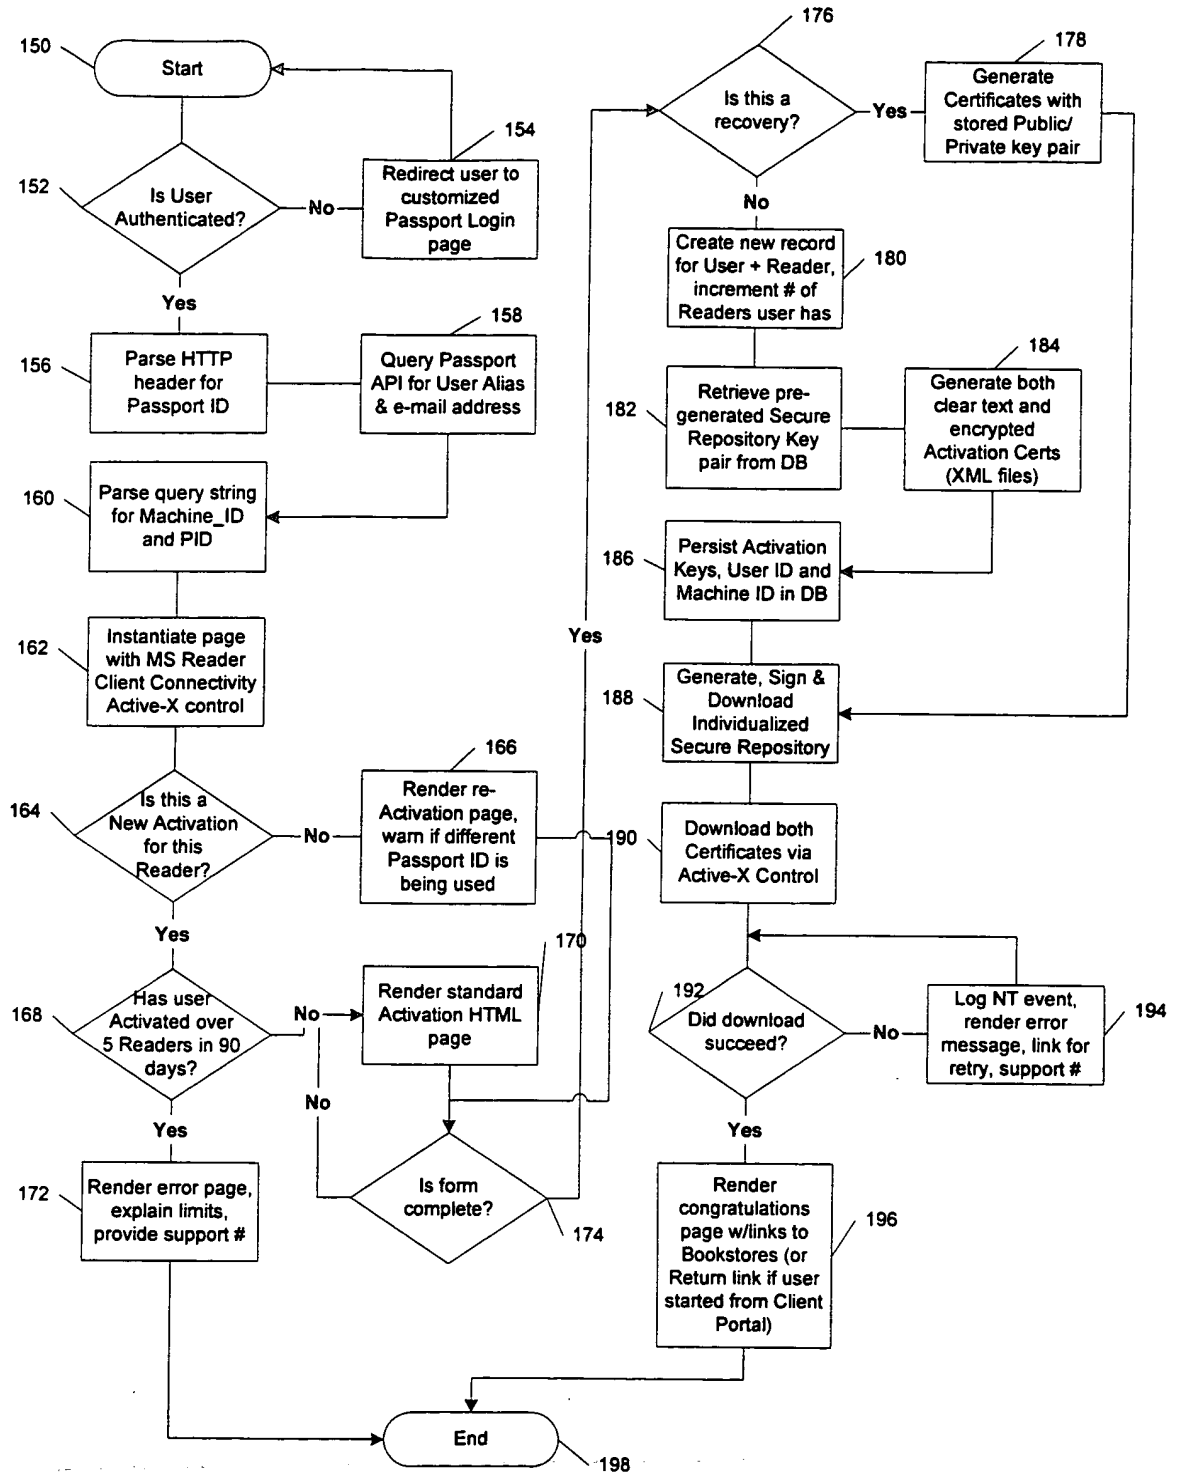 150
Start
152
Is User
Authenticated?
No
154
Redirect user to
customized
Passport Login
page
Yes
156
Parse HTTP
header for
Passport ID
158
Query Passport
API for User Alias
& e-mail address
160
Parse query string
for Machine_ID
and PID
162
Instantiate page
with MS Reader
Client Connectivity
Active-X control
164
Is this a
New Activation
for this
Reader?
No
166
Render re-
Activation page,
warn if different
Passport ID is
being used
Yes
168
Has user
Activated over
5 Readers in 90
days?
No
170
Render standard
Activation HTML
page
No
Yes
172
Render error page,
explain limits,
provide support #
Is form
complete?
174
Yes
176
Is this a
recovery?
Yes
178
Generate
Certificates with
stored Public/
Private key pair
No
180
Create new record
for User + Reader,
increment # of
Readers user has
182
Retrieve pre-
generated Secure
Repository Key
pair from DB
184
Generate both
clear text and
encrypted
Activation Certs
(XML files)
186
Persist Activation
Keys, User ID and
Machine ID in DB
188
Generate, Sign &
Download
Individualized
Secure Repository
190
Download both
Certificates via
Active-X Control
192
Did download
succeed?
No
194
Log NT event,
render error
message, link for
retry, support #
Yes
196
Render
congratulations
page w/links to
Bookstores (or
Return link if user
started from Client
Portal)
End
198